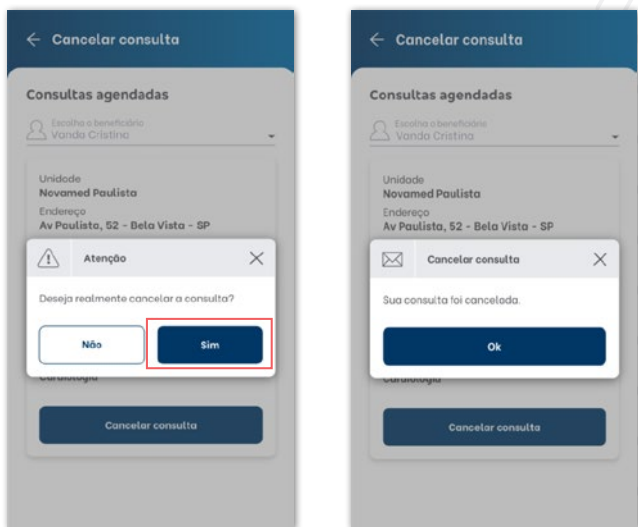 ← Cancelar consulta
Consultas agendadas
Escolha o beneficiário
Vanda Cristina
Unidade
Novamed Paulista
Endereço
Av Paulista, 52 - Bela Vista - SP
Atenção
Deseja realmente cancelar a consulta?
Não
Sim
Cardiologia
Cancelar consulta
← Cancelar consulta
Consultas agendadas
Escolha o beneficiário
Vanda Cristina
Unidade
Novamed Paulista
Endereço
Av Paulista, 52 - Bela Vista - SP
Cancelar consulta
Sua consulta foi cancelada.
Ok
Cardiologia
Cancelar consulta